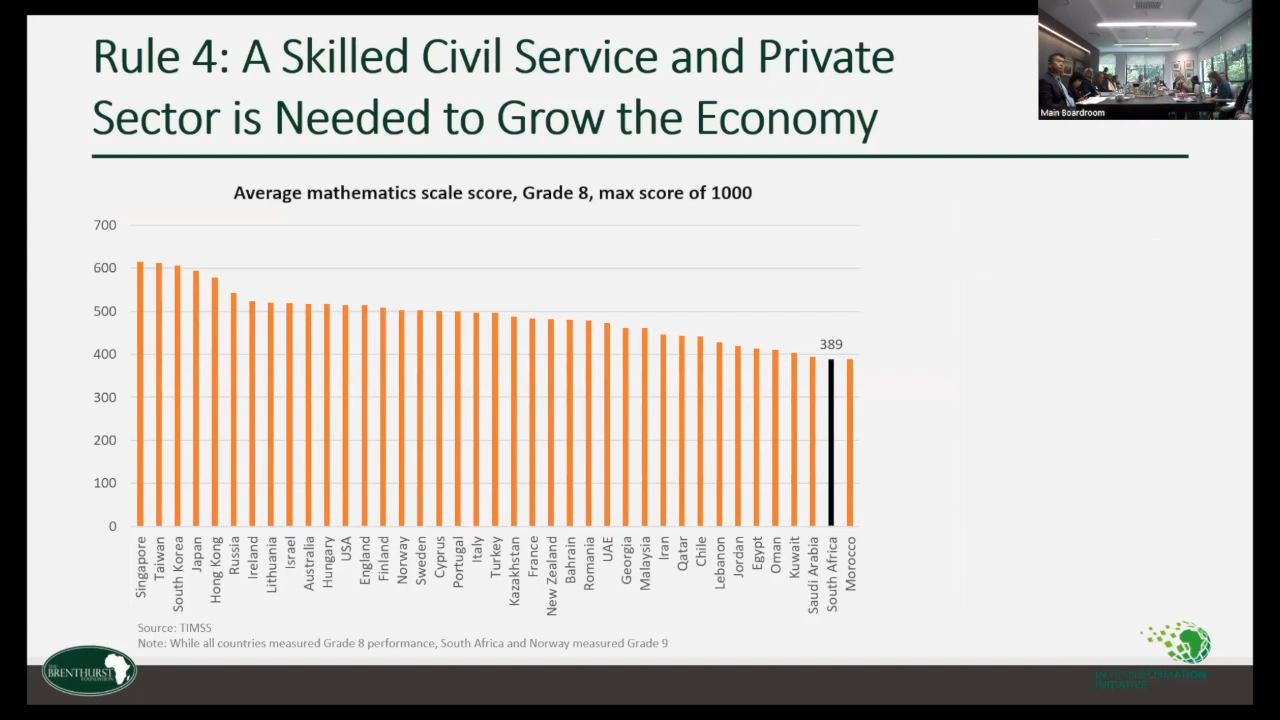 Rule 4: A Skilled Civil Service and Private
Sector is Needed to Grow the Economy
Main Boardroom
Average mathematics scale score, Grade 8, max score of 1000
700
600
500
400
300
200
100
0
389
Singapore
Taiwan
South Korea
Japan
Hong Kong
Russia
Ireland
Lithuania
Israel
Australia
Hungary
USA
England
Finland
Norway
Sweden
Cyprus
Portugal
Italy
Turkey
Kazakhstan
France
New Zealand
Bahrain
Romania
UAE
Georgia
Malaysia
Iran
Qatar
Chile
Lebanon
Jordan
Egypt
Oman
Kuwait
Saudi Arabia
South Africa
Morocco
Source: TIMSS
Note: While all countries measured Grade 8 performance, South Africa and Norway measured Grade 9
THE
BRENTHURST
FOUNDATION
INITIATIVE